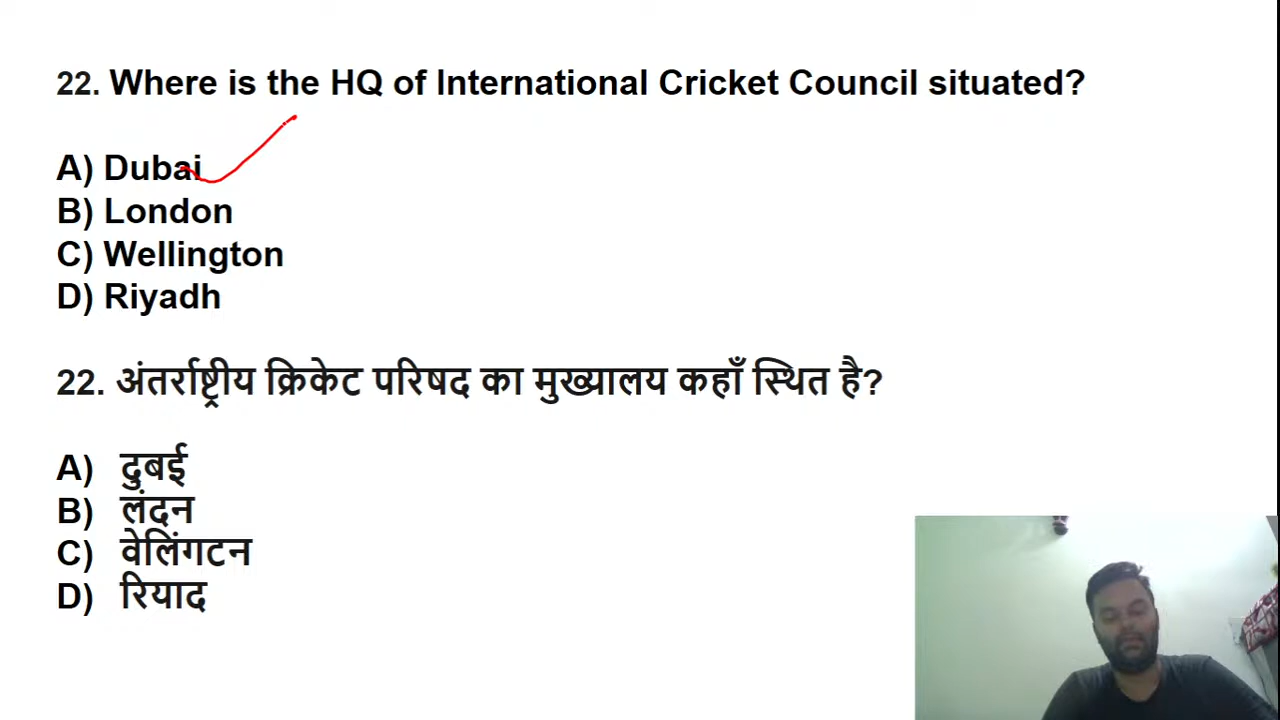 22. Where is the HQ of International Cricket Council situated?
A) Dubai
B) London
C) Wellington
D) Riyadh
22. अंतर्राष्ट्रीय क्रिकेट परिषद का मुख्यालय कहाँ स्थित है?
A) दुबई
B) लंदन
C) वेलिंगटन
D) रियाद